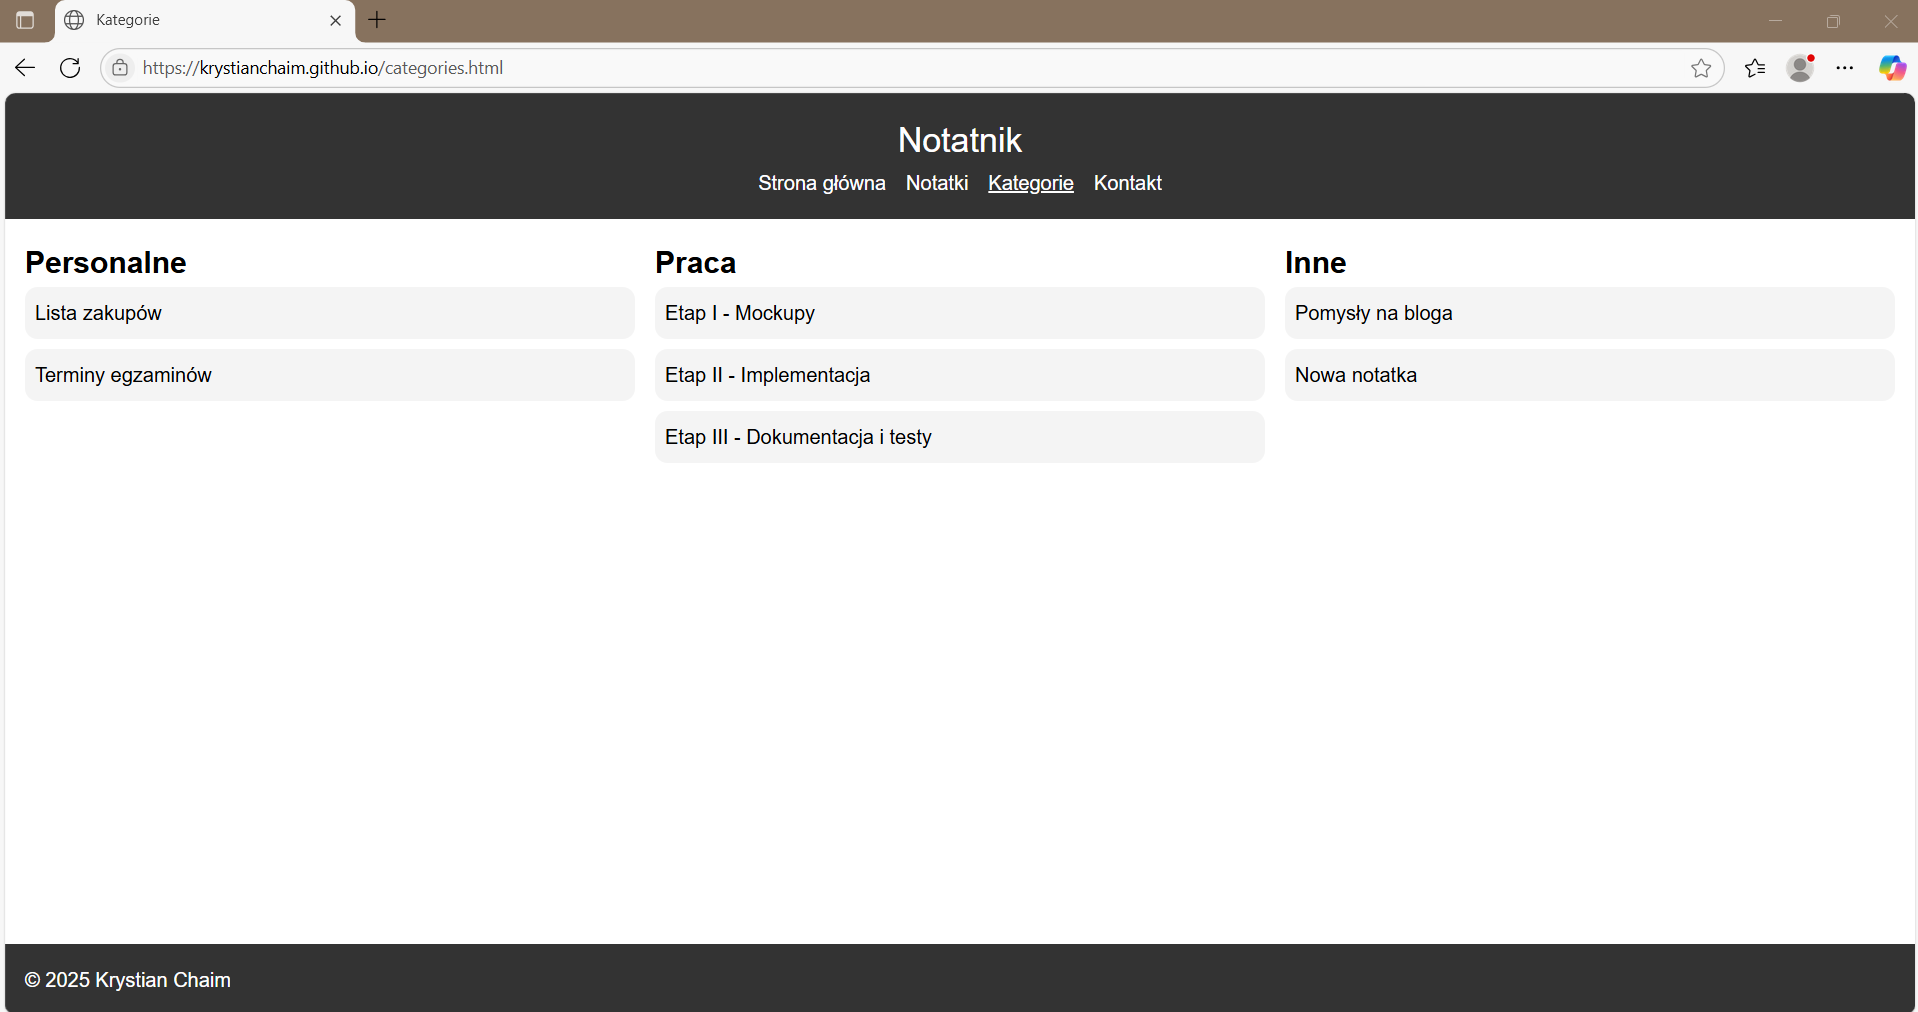 Kategorie
https://krystianchaim.github.io/categories.html
Notatnik
Strona główna Notatki Kategorie Kontakt
Personalne
Lista zakupów
Terminy egzaminów
Praca
Etap I - Mockupy
Etap II - Implementacja
Etap III - Dokumentacja i testy
Inne
Pomysły na bloga
Nowa notatka
© 2025 Krystian Chaim